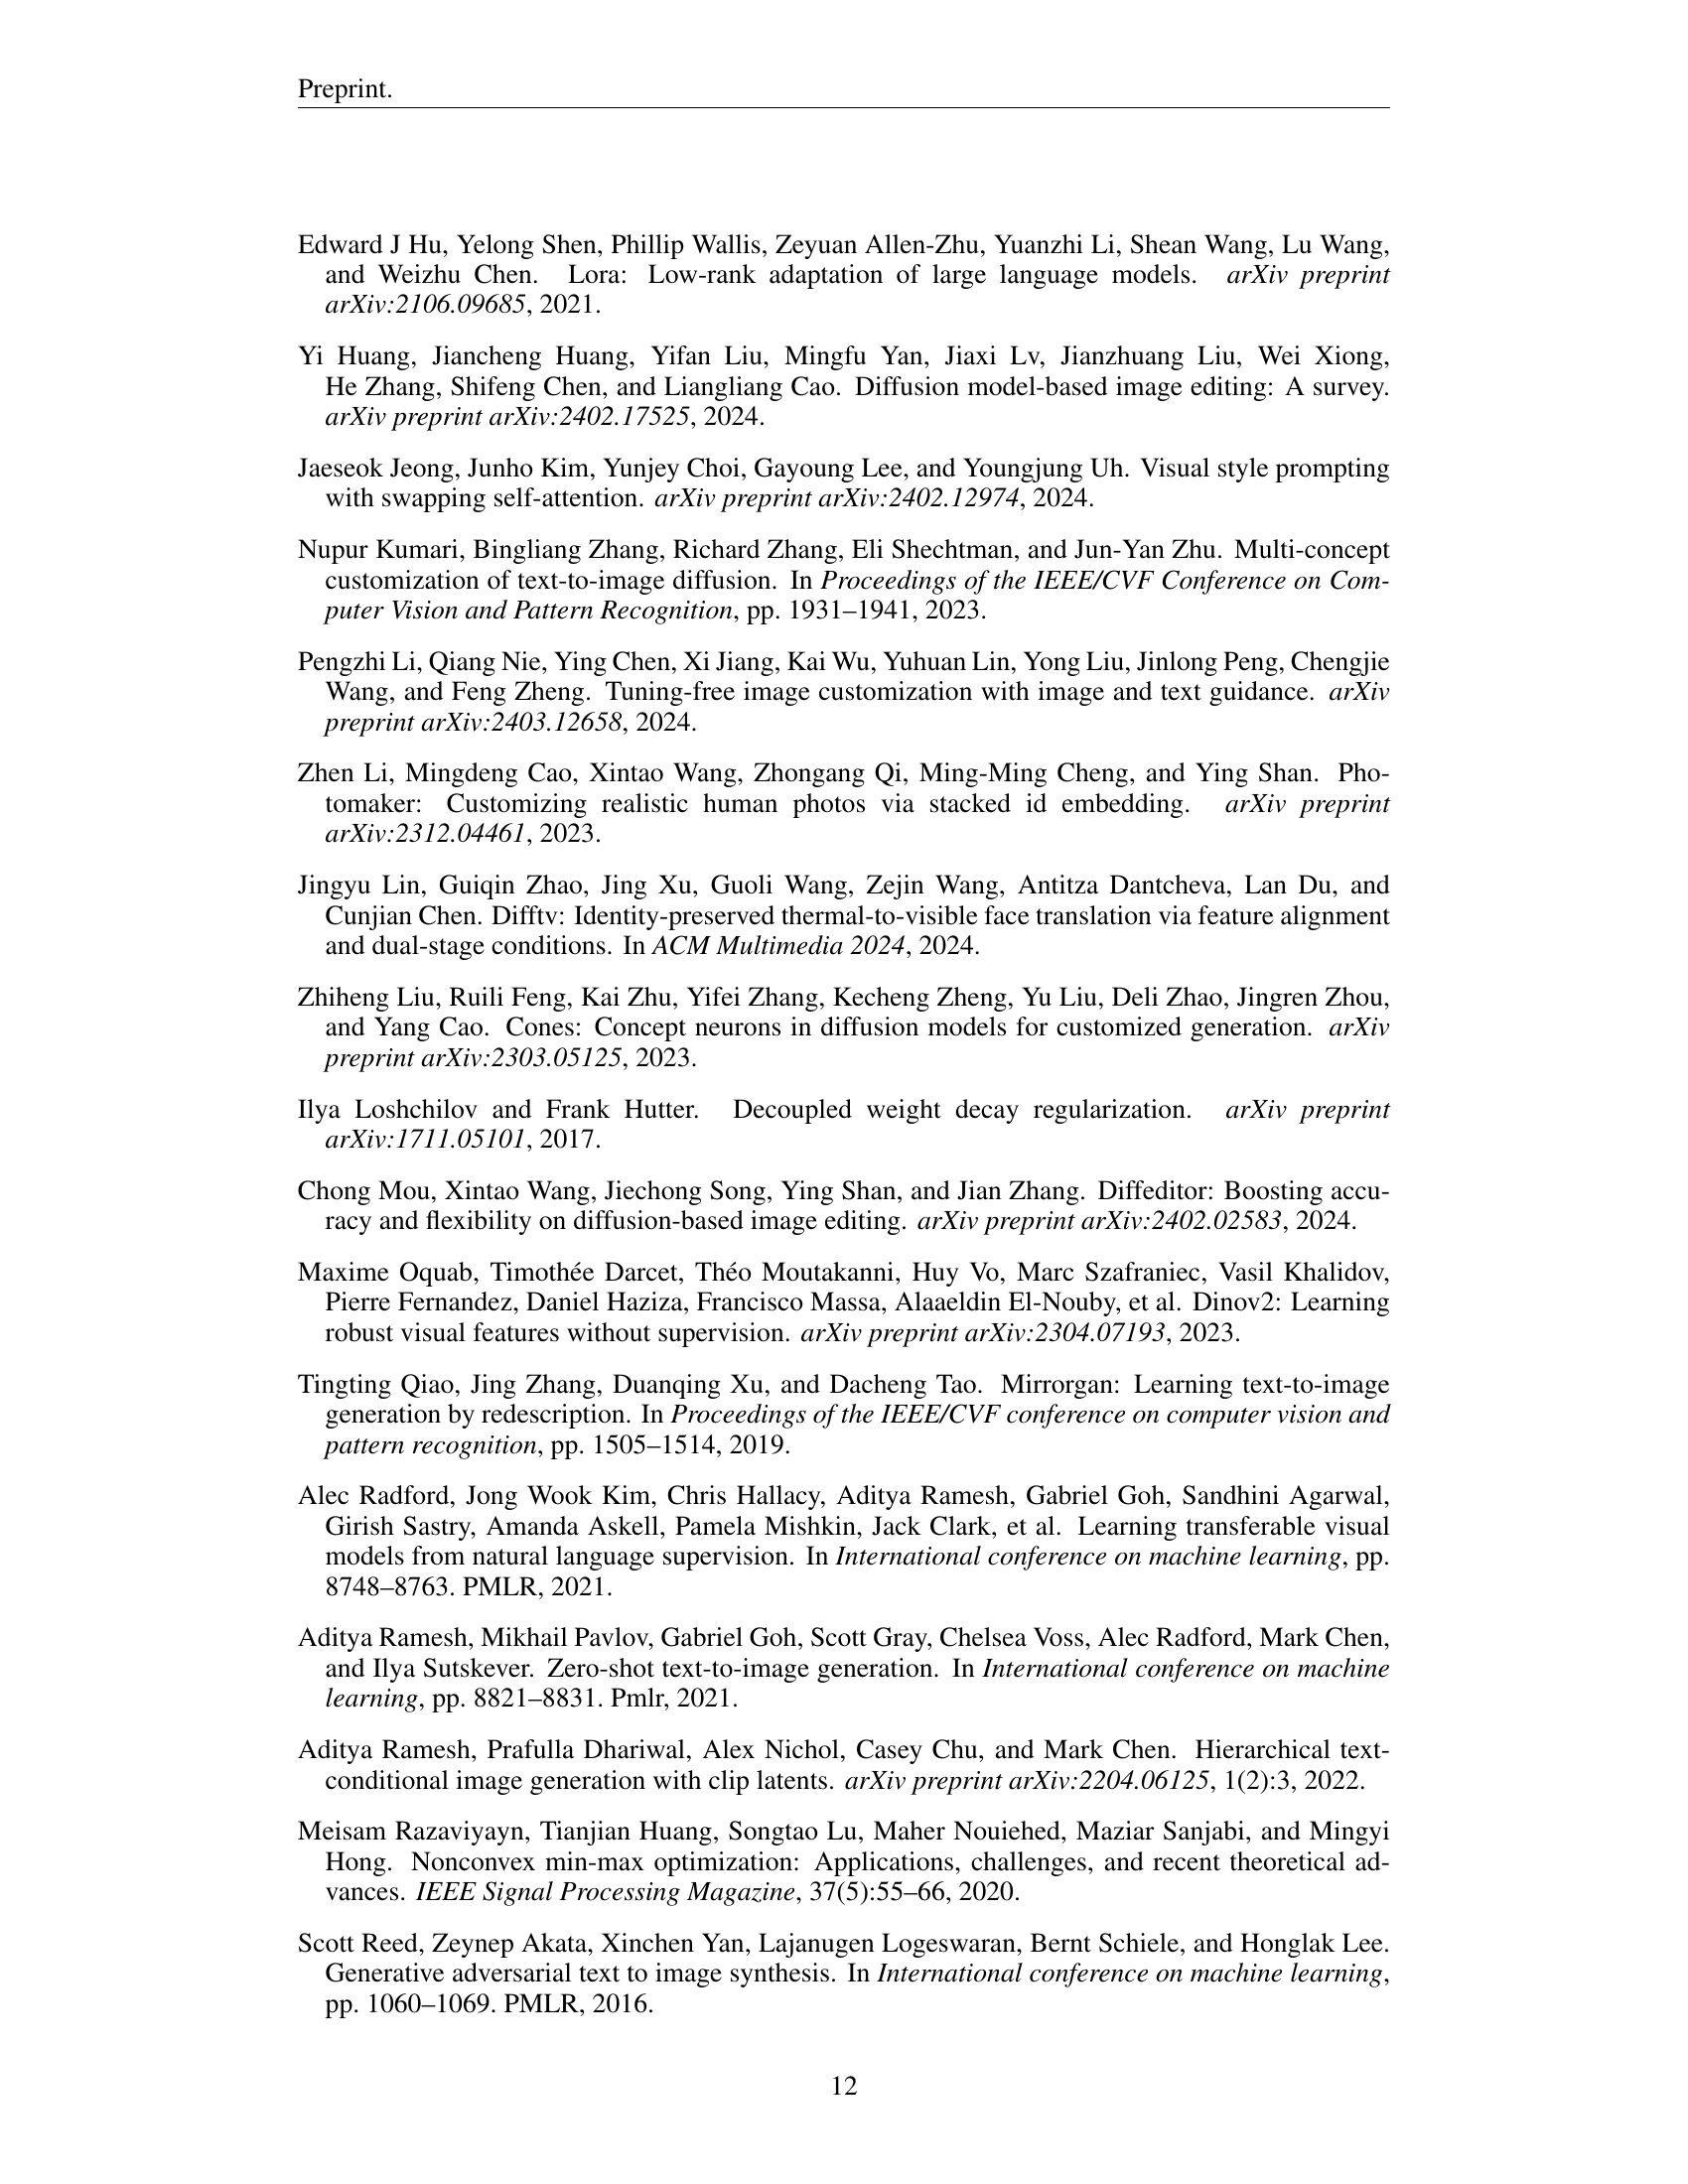 Preprint.
Edward J Hu, Yelong Shen, Phillip Wallis, Zeyuan Allen-Zhu, Yuanzhi Li, Shean Wang, Lu Wang,
and Weizhu Chen. Lora: Low-rank adaptation of large language models. arXiv preprint
arXiv:2106.09685, 2021.
Yi Huang, Jiancheng Huang, Yifan Liu, Mingfu Yan, Jiaxi Lv, Jianzhuang Liu, Wei Xiong,
He Zhang, Shifeng Chen, and Liangliang Cao. Diffusion model-based image editing: A survey.
arXiv preprint arXiv:2402.17525, 2024.
Jaeseok Jeong, Junho Kim, Yunjey Choi, Gayoung Lee, and Youngjung Uh. Visual style prompting
with swapping self-attention. arXiv preprint arXiv:2402.12974, 2024.
Nupur Kumari, Bingliang Zhang, Richard Zhang, Eli Shechtman, and Jun-Yan Zhu. Multi-concept
customization of text-to-image diffusion. In Proceedings of the IEEE/CVF Conference on Com-
puter Vision and Pattern Recognition, pp. 1931–1941, 2023.
Pengzhi Li, Qiang Nie, Ying Chen, Xi Jiang, Kai Wu, Yuhuan Lin, Yong Liu, Jinlong Peng, Chengjie
Wang, and Feng Zheng. Tuning-free image customization with image and text guidance. arXiv
preprint arXiv:2403.12658, 2024.
Zhen Li, Mingdeng Cao, Xintao Wang, Zhongang Qi, Ming-Ming Cheng, and Ying Shan. Pho-
tomaker: Customizing realistic human photos via stacked id embedding. arXiv preprint
arXiv:2312.04461, 2023.
Jingyu Lin, Guiqin Zhao, Jing Xu, Guoli Wang, Zejin Wang, Antitza Dantcheva, Lan Du, and
Cunjian Chen. Difftv: Identity-preserved thermal-to-visible face translation via feature alignment
and dual-stage conditions. In ACM Multimedia 2024, 2024.
Zhiheng Liu, Ruili Feng, Kai Zhu, Yifei Zhang, Kecheng Zheng, Yu Liu, Deli Zhao, Jingren Zhou,
and Yang Cao. Cones: Concept neurons in diffusion models for customized generation. arXiv
preprint arXiv:2303.05125, 2023.
Ilya Loshchilov and Frank Hutter. Decoupled weight decay regularization. arXiv preprint
arXiv:1711.05101, 2017.
Chong Mou, Xintao Wang, Jiechong Song, Ying Shan, and Jian Zhang. Diffeditor: Boosting accu-
racy and flexibility on diffusion-based image editing. arXiv preprint arXiv:2402.02583, 2024.
Maxime Oquab, Timothée Darcet, Théo Moutakanni, Huy Vo, Marc Szafraniec, Vasil Khalidov,
Pierre Fernandez, Daniel Haziza, Francisco Massa, Alaaeldin El-Nouby, et al. Dinov2: Learning
robust visual features without supervision. arXiv preprint arXiv:2304.07193, 2023.
Tingting Qiao, Jing Zhang, Duanqing Xu, and Dacheng Tao. Mirrorgan: Learning text-to-image
generation by redescription. In Proceedings of the IEEE/CVF conference on computer vision and
pattern recognition, pp. 1505–1514, 2019.
Alec Radford, Jong Wook Kim, Chris Hallacy, Aditya Ramesh, Gabriel Goh, Sandhini Agarwal,
Girish Sastry, Amanda Askell, Pamela Mishkin, Jack Clark, et al. Learning transferable visual
models from natural language supervision. In International conference on machine learning, pp.
8748–8763. PMLR, 2021.
Aditya Ramesh, Mikhail Pavlov, Gabriel Goh, Scott Gray, Chelsea Voss, Alec Radford, Mark Chen,
and Ilya Sutskever. Zero-shot text-to-image generation. In International conference on machine
learning, pp. 8821–8831. Pmlr, 2021.
Aditya Ramesh, Prafulla Dhariwal, Alex Nichol, Casey Chu, and Mark Chen. Hierarchical text-
conditional image generation with clip latents. arXiv preprint arXiv:2204.06125, 1(2):3, 2022.
Meisam Razaviyayn, Tianjian Huang, Songtao Lu, Maher Nouiehed, Maziar Sanjabi, and Mingyi
Hong. Nonconvex min-max optimization: Applications, challenges, and recent theoretical ad-
vances. IEEE Signal Processing Magazine, 37(5):55–66, 2020.
Scott Reed, Zeynep Akata, Xinchen Yan, Lajanugen Logeswaran, Bernt Schiele, and Honglak Lee.
Generative adversarial text to image synthesis. In International conference on machine learning,
pp. 1060–1069. PMLR, 2016.
12